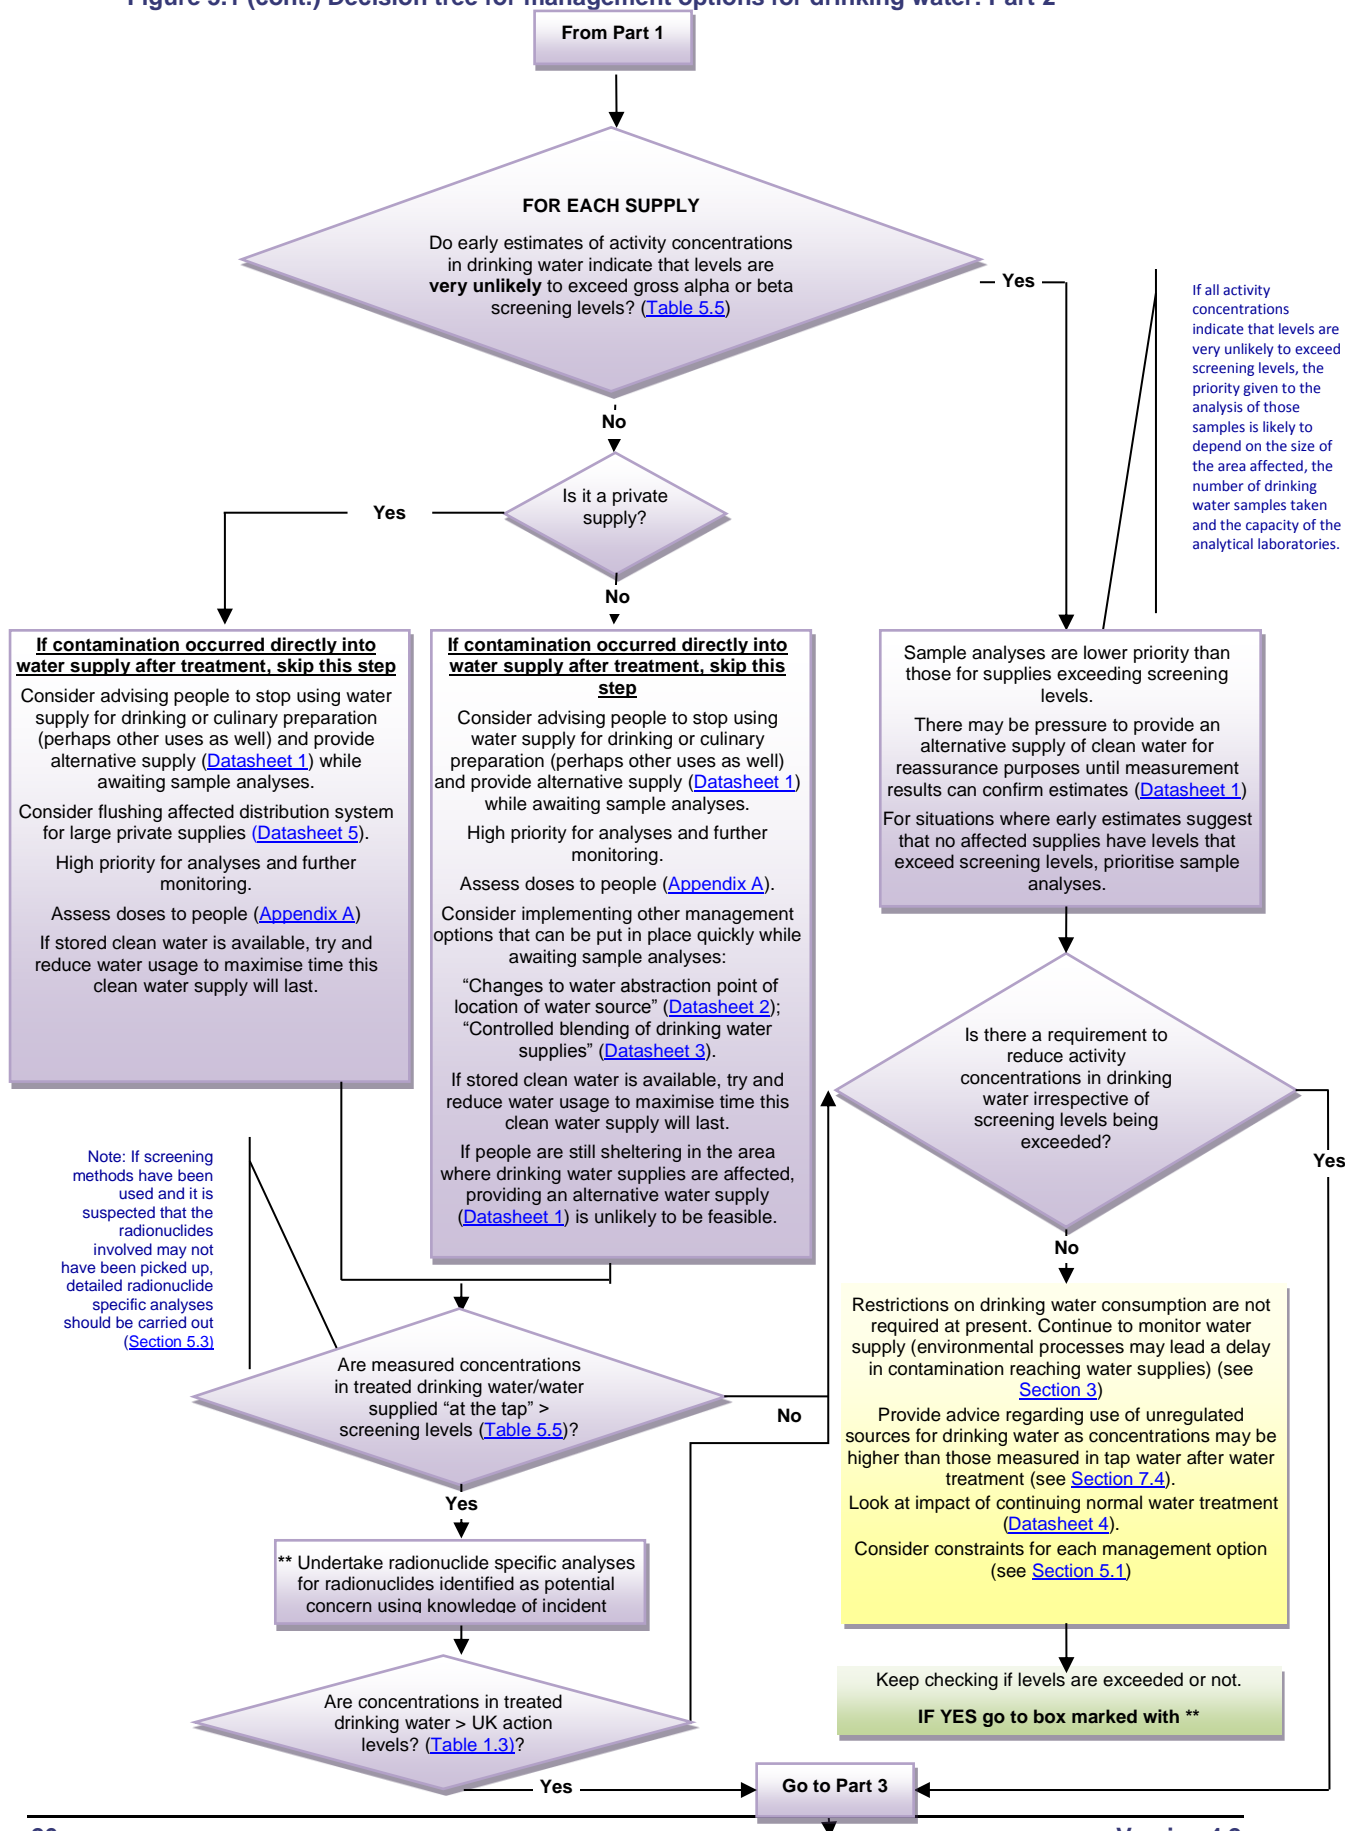 Figure 5.1 (cont.) Decision tree for management options for drinking water: Part 2
From Part 1
FOR EACH SUPPLY
Do early estimates of activity concentrations
in drinking water indicate that levels are
very unlikely to exceed gross alpha or beta
screening levels? (Table 5.5)
Yes
If all activity
concentrations
indicate that levels are
very unlikely to exceed
screening levels, the
priority given to the
analysis of those
samples is likely to
depend on the size of
the area affected, the
number of drinking
water samples taken
and the capacity of the
analytical laboratories.
No
Is it a private
supply?
Yes
No
If contamination occurred directly into
water supply after treatment, skip this step
Consider advising people to stop using water
supply for drinking or culinary preparation
(perhaps other uses as well) and provide
alternative supply (Datasheet 1) while
awaiting sample analyses.
Consider flushing affected distribution system
for large private supplies (Datasheet 5).
High priority for analyses and further
monitoring.
Assess doses to people (Appendix A)
If stored clean water is available, try and
reduce water usage to maximise time this
clean water supply will last.
If contamination occurred directly into
water supply after treatment, skip this
step
Consider advising people to stop using
water supply for drinking or culinary
preparation (perhaps other uses as well)
and provide alternative supply (Datasheet 1)
while awaiting sample analyses.
High priority for analyses and further
monitoring.
Assess doses to people (Appendix A).
Consider implementing other management
options that can be put in place quickly while
awaiting sample analyses:
“Changes to water abstraction point of
location of water source” (Datasheet 2);
“Controlled blending of drinking water
supplies” (Datasheet 3).
If stored clean water is available, try and
reduce water usage to maximise time this
clean water supply will last.
If people are still sheltering in the area
where drinking water supplies are affected,
providing an alternative water supply
(Datasheet 1) is unlikely to be feasible.
Sample analyses are lower priority than
those for supplies exceeding screening
levels.
There may be pressure to provide an
alternative supply of clean water for
reassurance purposes until measurement
results can confirm estimates (Datasheet 1)
For situations where early estimates suggest
that no affected supplies have levels that
exceed screening levels, prioritise sample
analyses.
Is there a requirement to
reduce activity
concentrations in drinking
water irrespective of
screening levels being
exceeded?
Yes
No
Note: If screening
methods have been
used and it is
suspected that the
radionuclides
involved may not
have been picked up,
detailed radionuclide
specific analyses
should be carried out
(Section 5.3)
Are measured concentrations
in treated drinking water/water
supplied “at the tap” >
screening levels (Table 5.5)?
No
Yes
Restrictions on drinking water consumption are not
required at present. Continue to monitor water
supply (environmental processes may lead a delay
in contamination reaching water supplies) (see
Section 3)
Provide advice regarding use of unregulated
sources for drinking water as concentrations may be
higher than those measured in tap water after water
treatment (see Section 7.4).
Look at impact of continuing normal water treatment
(Datasheet 4).
Consider constraints for each management option
(see Section 5.1)
** Undertake radionuclide specific analyses
for radionuclides identified as potential
concern using knowledge of incident
Are concentrations in treated
drinking water > UK action
levels? (Table 1.3)?
Yes
Keep checking if levels are exceeded or not.
IF YES go to box marked with **
Go to Part 3